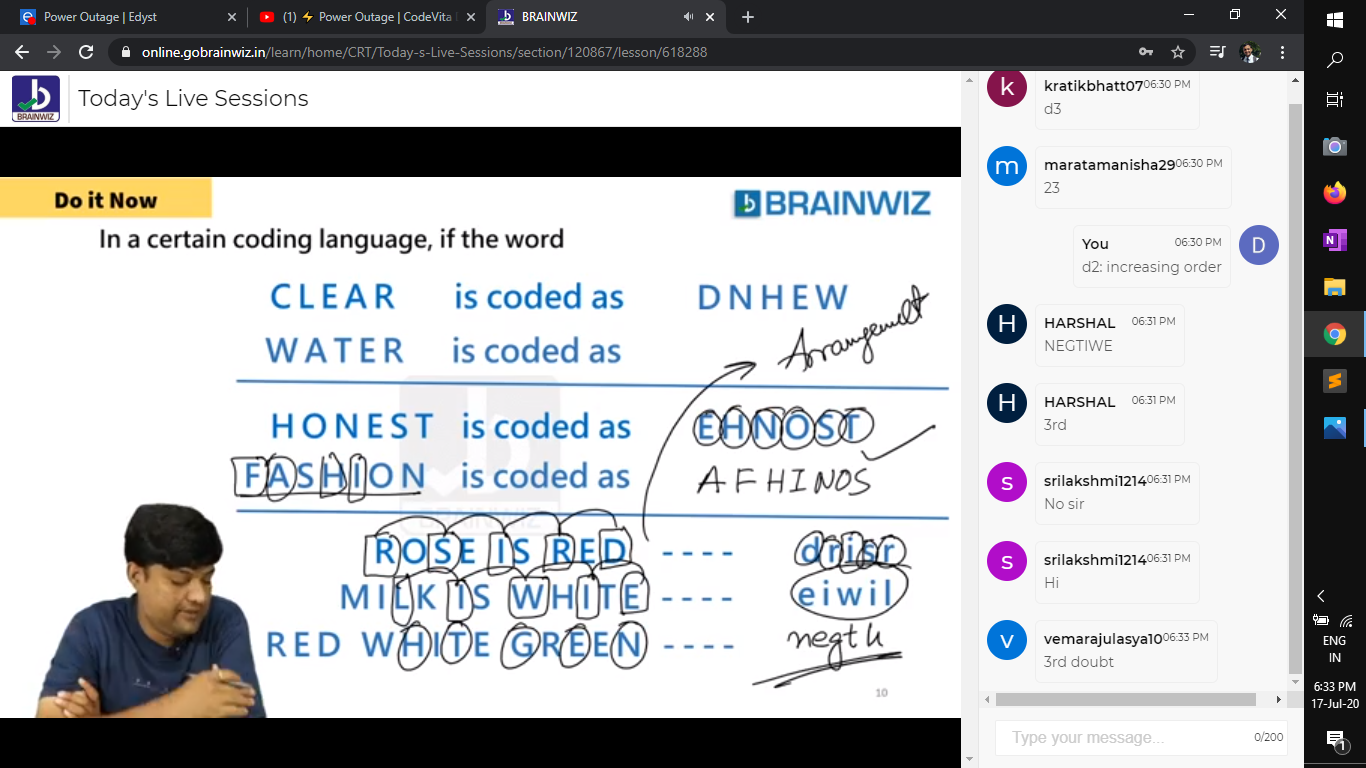 Power Outage | Edyst
(1) ⚡ Power Outage | CodeVita
BRAINWIZ
online.gobrainwiz.in/learn/home/CRT/Today-s-Live-Sessions/section/120867/lesson/618288
BRAINWIZ
Today's Live Sessions
Do it Now
BRAINWIZ
In a certain coding language, if the word
CLEAR is coded as DNHEW
WATER is coded as
Arrangement
HONEST is coded as EHNOST
FASHION is coded as AFHINOS
ROSE IS RED - - - - drisr
MILK IS WHITE - - - - eiwil
RED WHITE GREEN - - - - negth
10
k
kratikbhatt07 06:30 PM
d3
m
maratamanisha29 06:30 PM
23
You 06:30 PM
d2: increasing order
D
H
HARSHAL 06:31 PM
NEGTIWE
H
HARSHAL 06:31 PM
3rd
s
srilakshmi1214 06:31 PM
No sir
s
srilakshmi1214 06:31 PM
Hi
v
vemarajulasya10 06:33 PM
3rd doubt
Type your message... 0/200
N
S
ENG
IN
6:33 PM
17-Jul-20
1